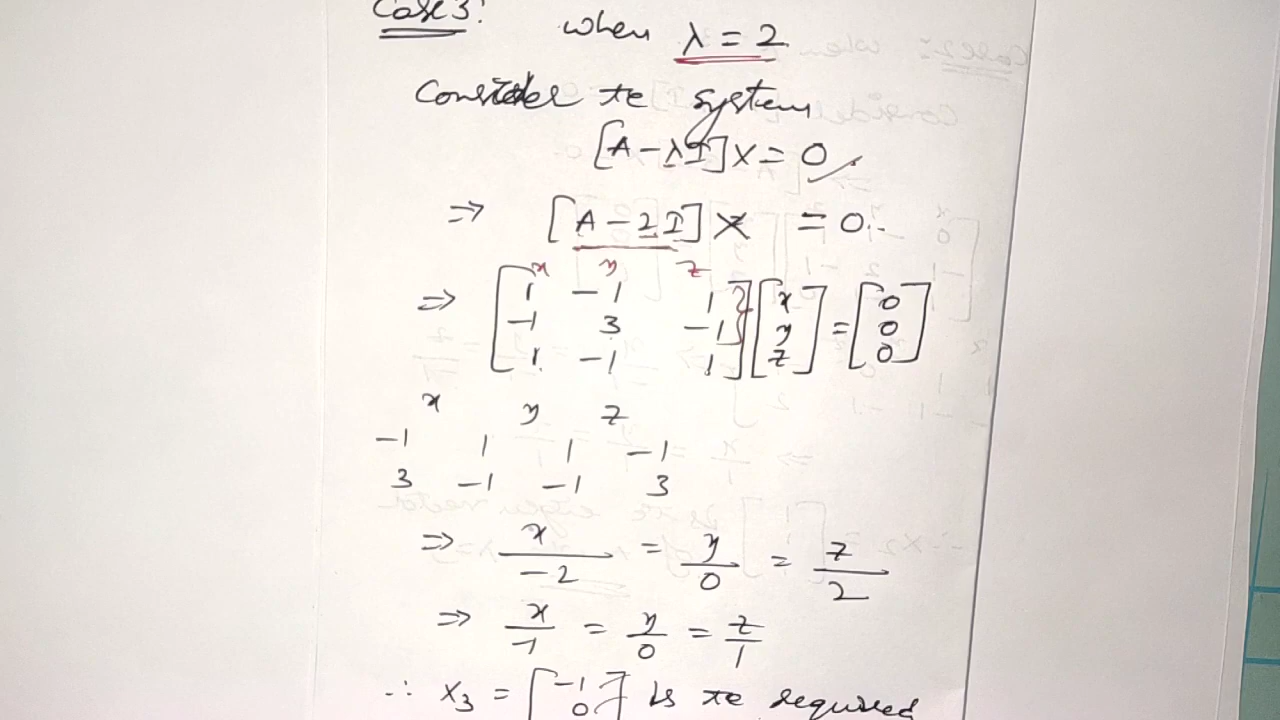 Case 3: when λ = 2
Consider te system
[A - λI] X = 0
⇒ [A - 2I] X = 0.
x y z
⇒ [1 -1 1] [x] = [0]
[-1 3 -1] [y] [0]
[1 -1 1] [z] [0]
x y z
-1 1 1 -1
3 -1 -1 3
⇒ x/-2 = y/0 = z/2
⇒ x/-1 = y/0 = z/1
∴ X₃ = [-1 0] is te required